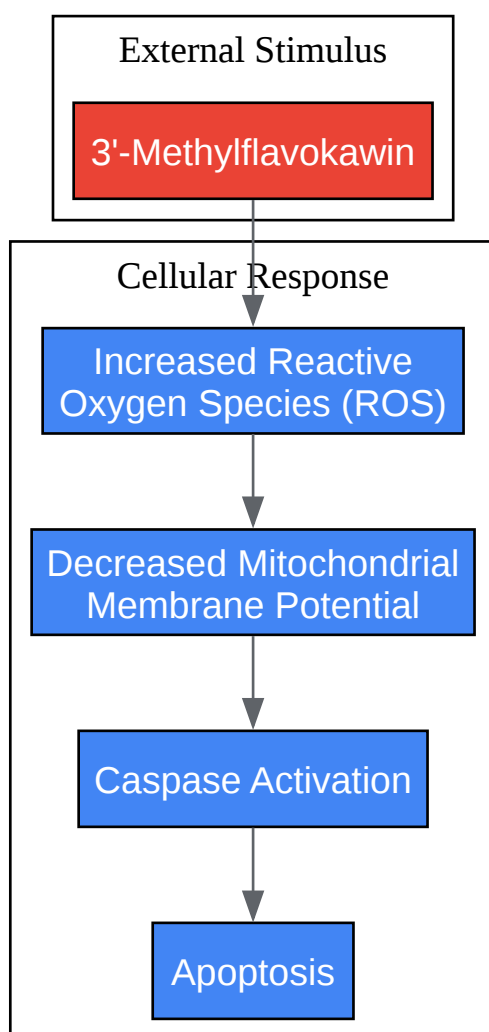 External Stimulus
3'-Methylflavokawin
Cellular Response
Increased Reactive
Oxygen Species (ROS)
Decreased Mitochondrial
Membrane Potential
Caspase Activation
Apoptosis